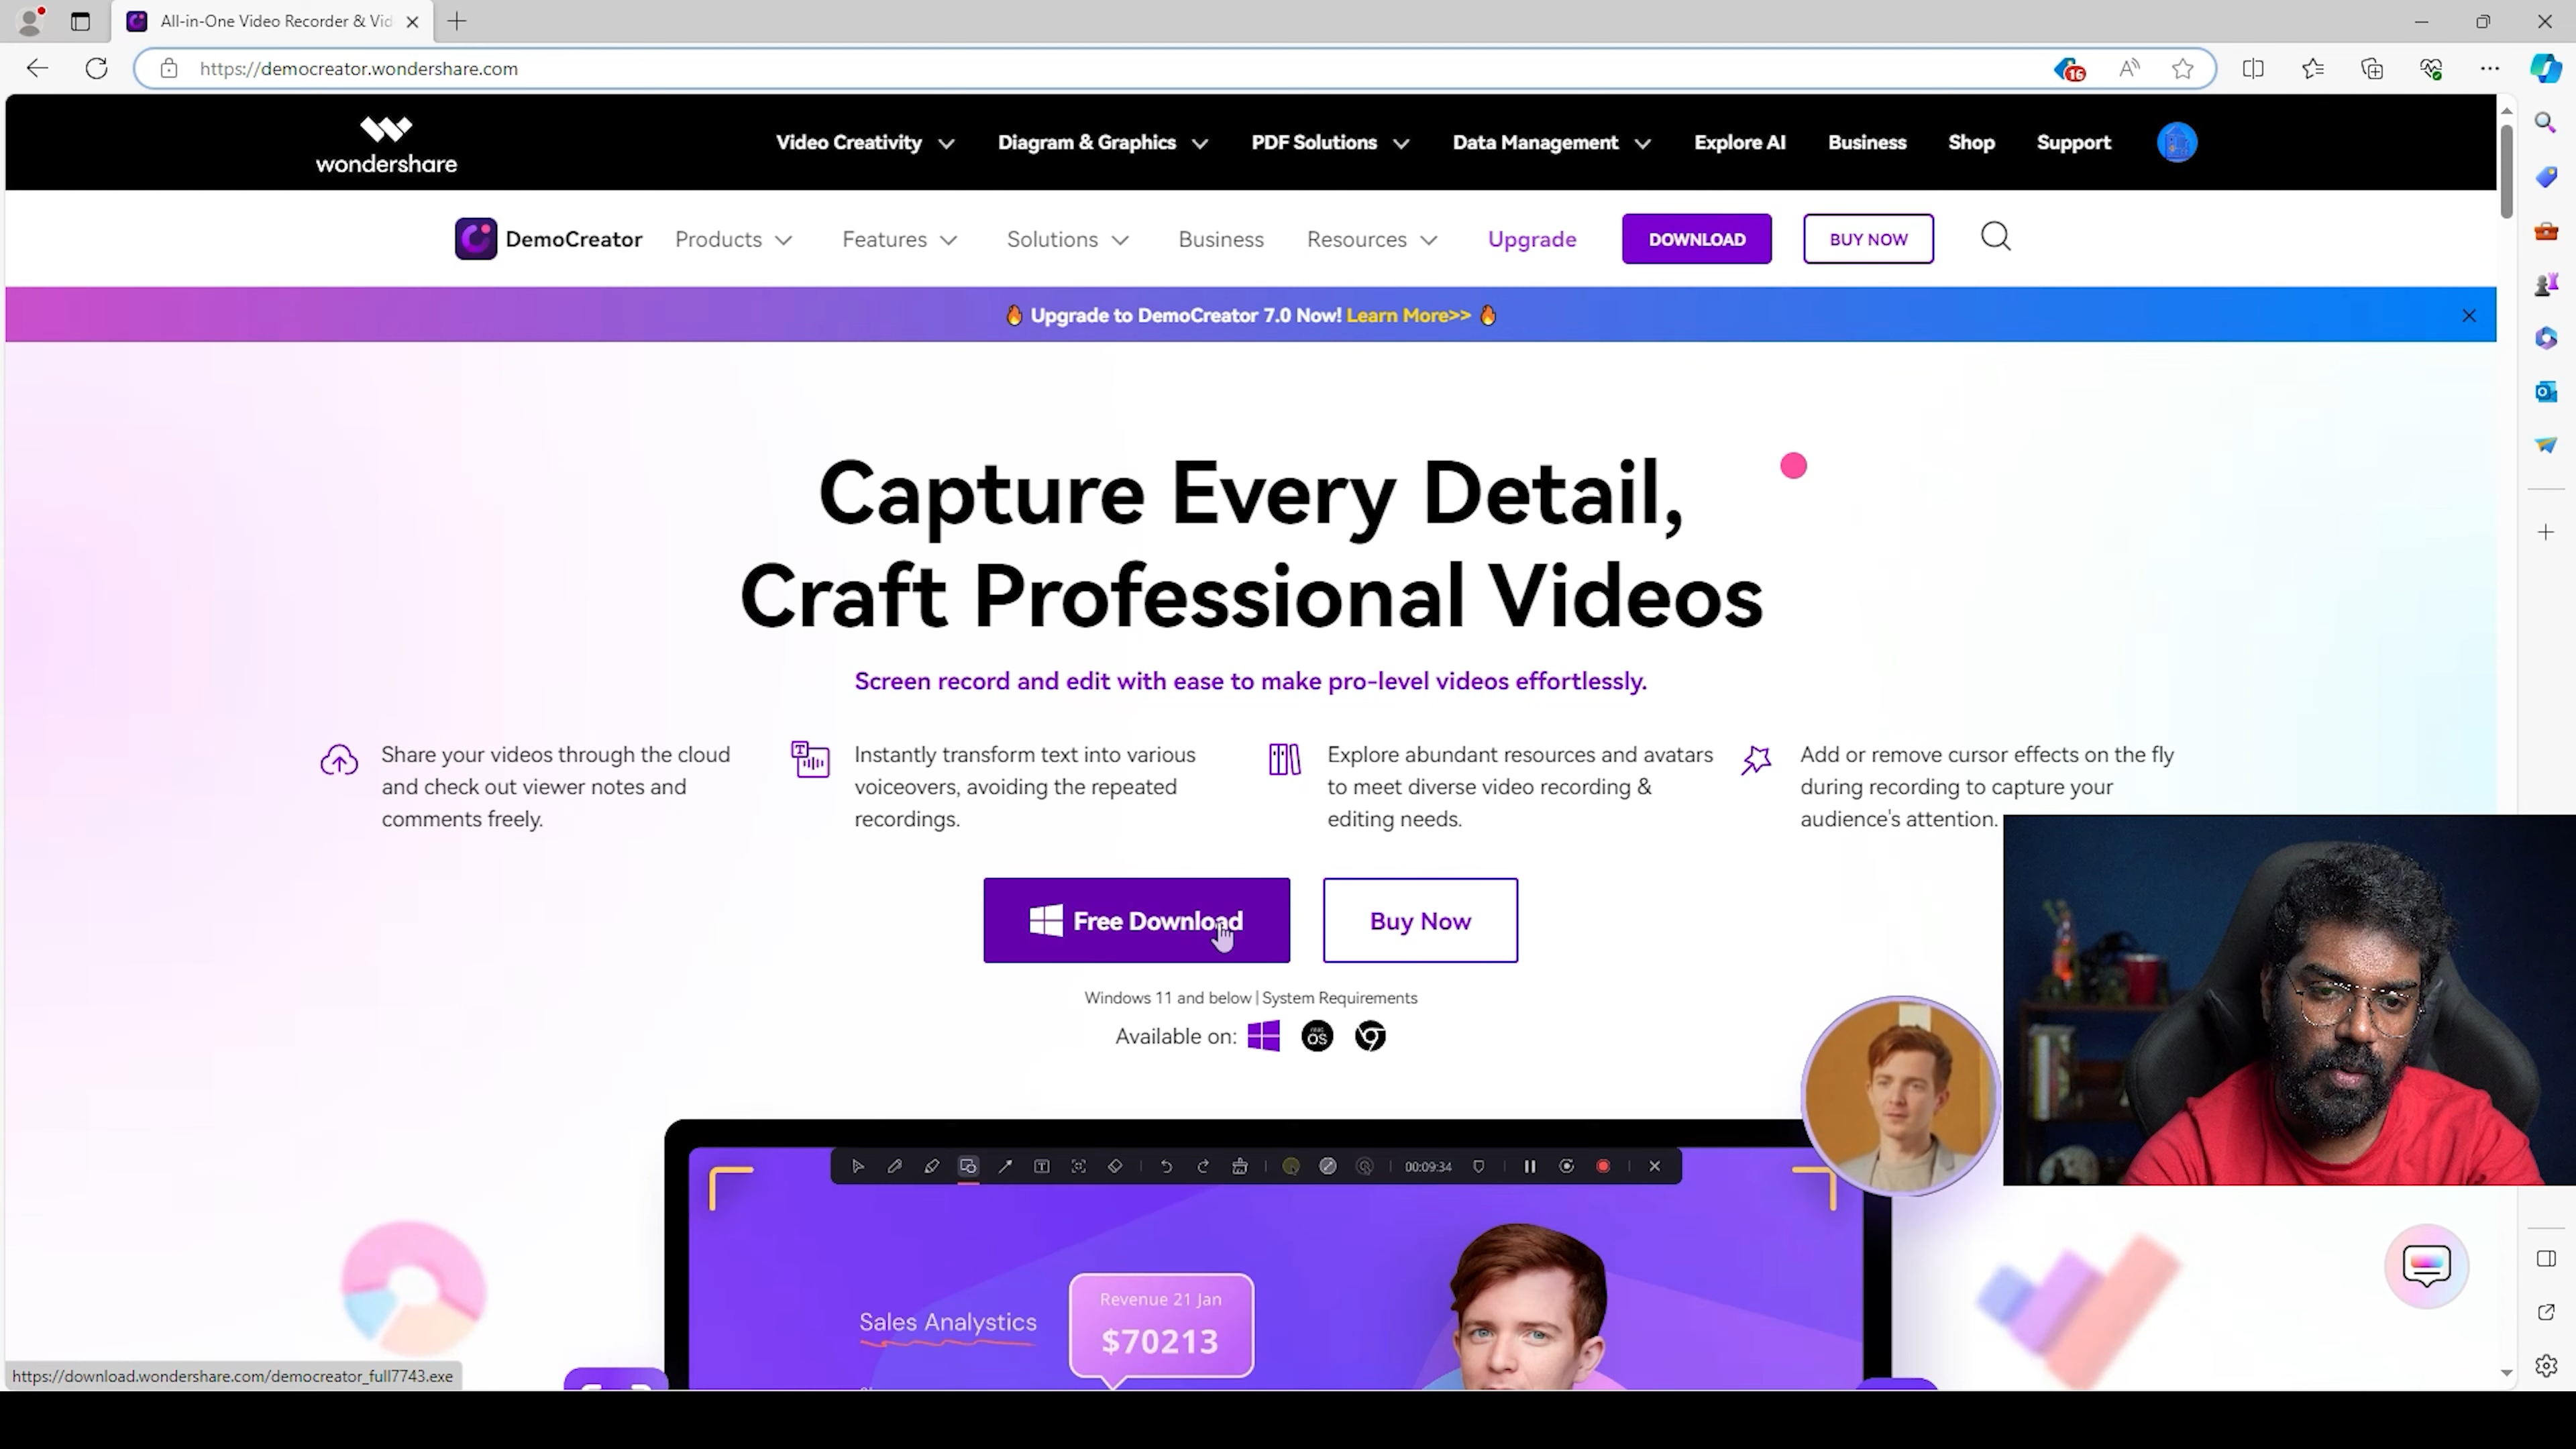 All-in-One Video Recorder & Vid
https://democreator.wondershare.com
16
wondershare
Video Creativity
Diagram & Graphics
PDF Solutions
Data Management
Explore AI
Business
Shop
Support
DemoCreator
Products
Features
Solutions
Business
Resources
Upgrade
DOWNLOAD
BUY NOW
🔥 Upgrade to DemoCreator 7.0 Now! Learn More>> 🔥
Capture Every Detail,
Craft Professional Videos
Screen record and edit with ease to make pro-level videos effortlessly.
Share your videos through the cloud
and check out viewer notes and
comments freely.
Instantly transform text into various
voiceovers, avoiding the repeated
recordings.
Explore abundant resources and avatars
to meet diverse video recording &
editing needs.
Add or remove cursor effects on the fly
during recording to capture your
audience's attention.
Free Download
Buy Now
Windows 11 and below | System Requirements
Available on:
macOS
00:09:34
Sales Analystics
Revenue 21 Jan
$70213
https://download.wondershare.com/democreator_full7743.exe